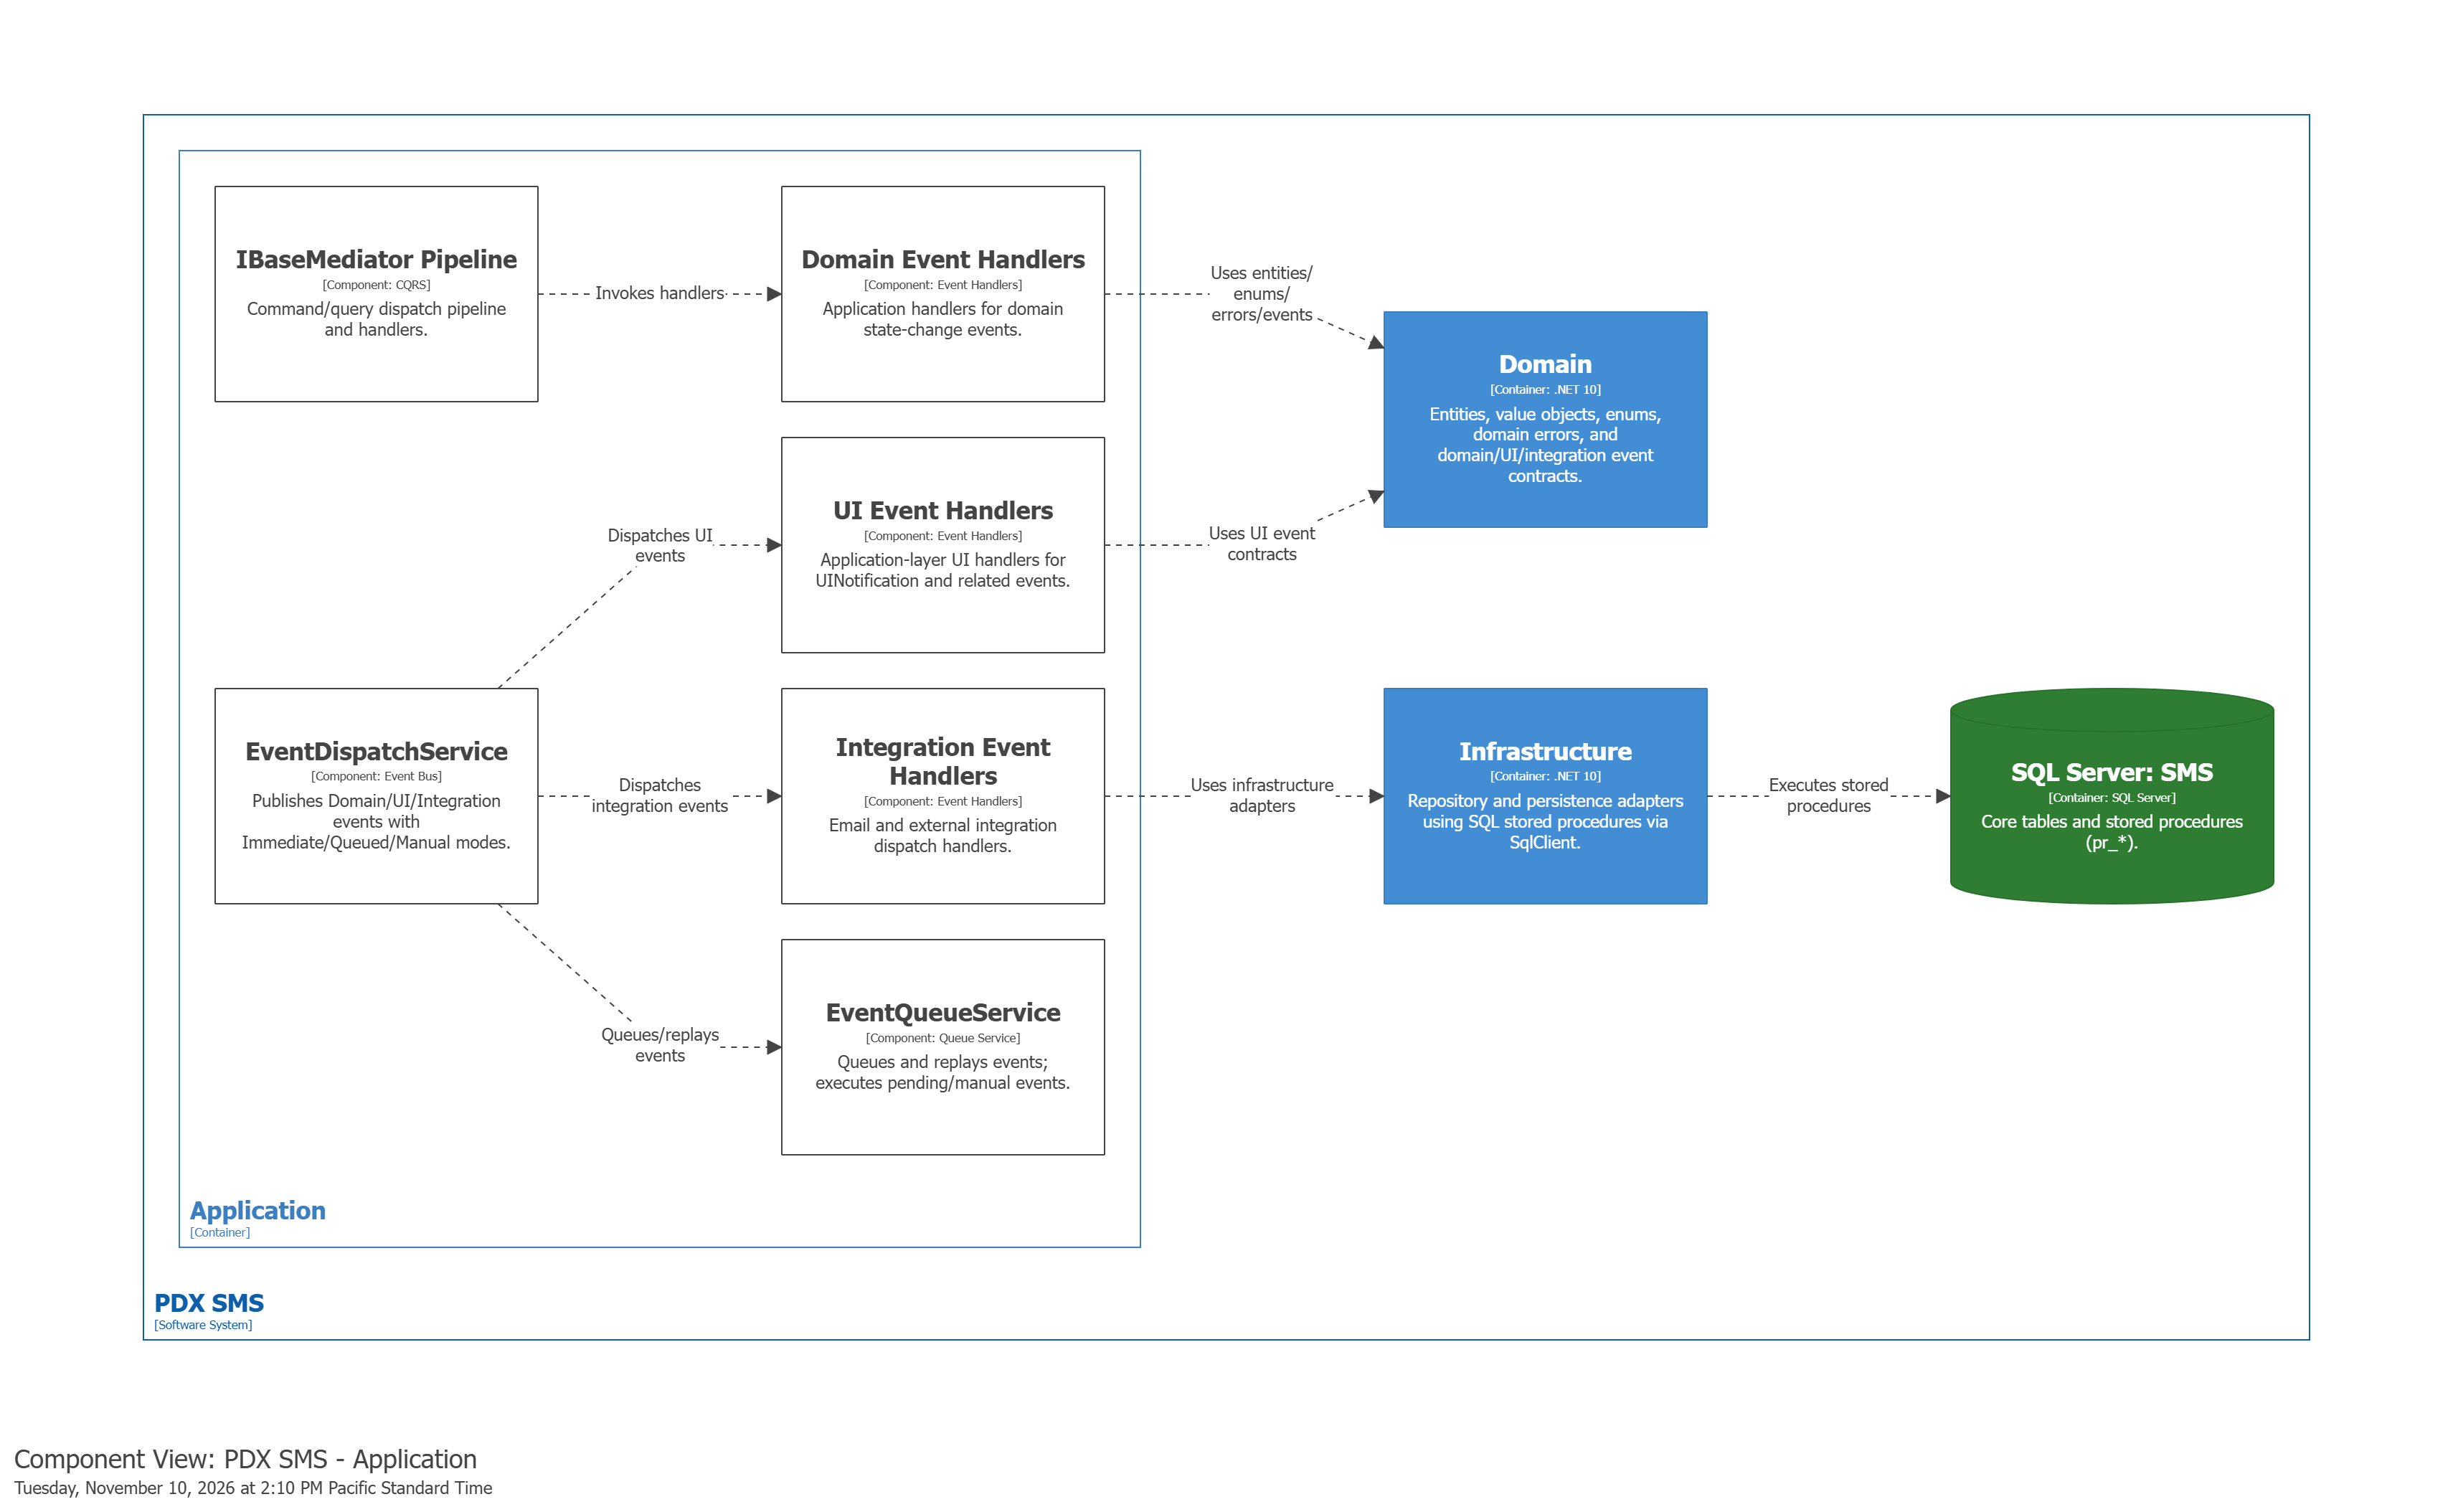 IBaseMediator Pipeline
[Component: CQRS]
Command/query dispatch pipeline
and handlers.
Invokes handlers
Domain Event Handlers
[Component: Event Handlers]
Application handlers for domain
state-change events.
Uses entities/
enums/
errors/events
Domain
[Container: .NET 10]
Entities, value objects, enums,
domain errors, and
domain/UI/integration event
contracts.
Dispatches UI
events
UI Event Handlers
[Component: Event Handlers]
Application-layer UI handlers for
UINotification and related events.
Uses UI event
contracts
EventDispatchService
[Component: Event Bus]
Publishes Domain/UI/Integration
events with
Immediate/Queued/Manual modes.
Dispatches
integration events
Integration Event
Handlers
[Component: Event Handlers]
Email and external integration
dispatch handlers.
Uses infrastructure
adapters
Infrastructure
[Container: .NET 10]
Repository and persistence adapters
using SQL stored procedures via
SqlClient.
Executes stored
procedures
SQL Server: SMS
[Container: SQL Server]
Core tables and stored procedures
(pr_*).
Queues/replays
events
EventQueueService
[Component: Queue Service]
Queues and replays events;
executes pending/manual events.
Application
[Container]
PDX SMS
[Software System]
Component View: PDX SMS - Application
Tuesday, November 10, 2026 at 2:10 PM Pacific Standard Time